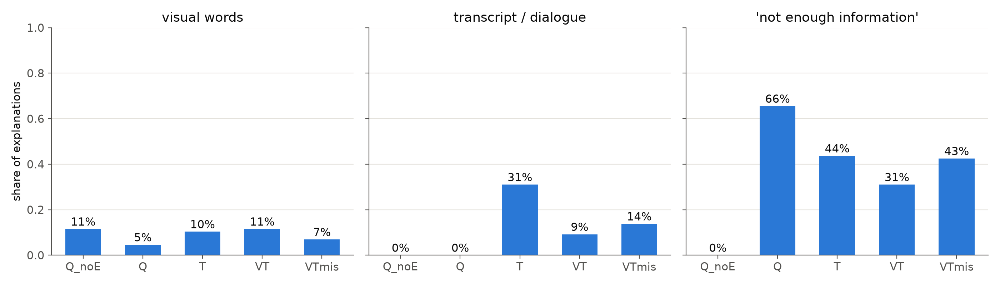 visual words
transcript / dialogue
'not enough information'
share of explanations
1.0
0.8
0.6
0.4
0.2
0.0
11%
5%
10%
11%
7%
Q_noE
Q
T
VT
VTmis
0%
0%
31%
9%
14%
Q_noE
Q
T
VT
VTmis
0%
66%
44%
31%
43%
Q_noE
Q
T
VT
VTmis